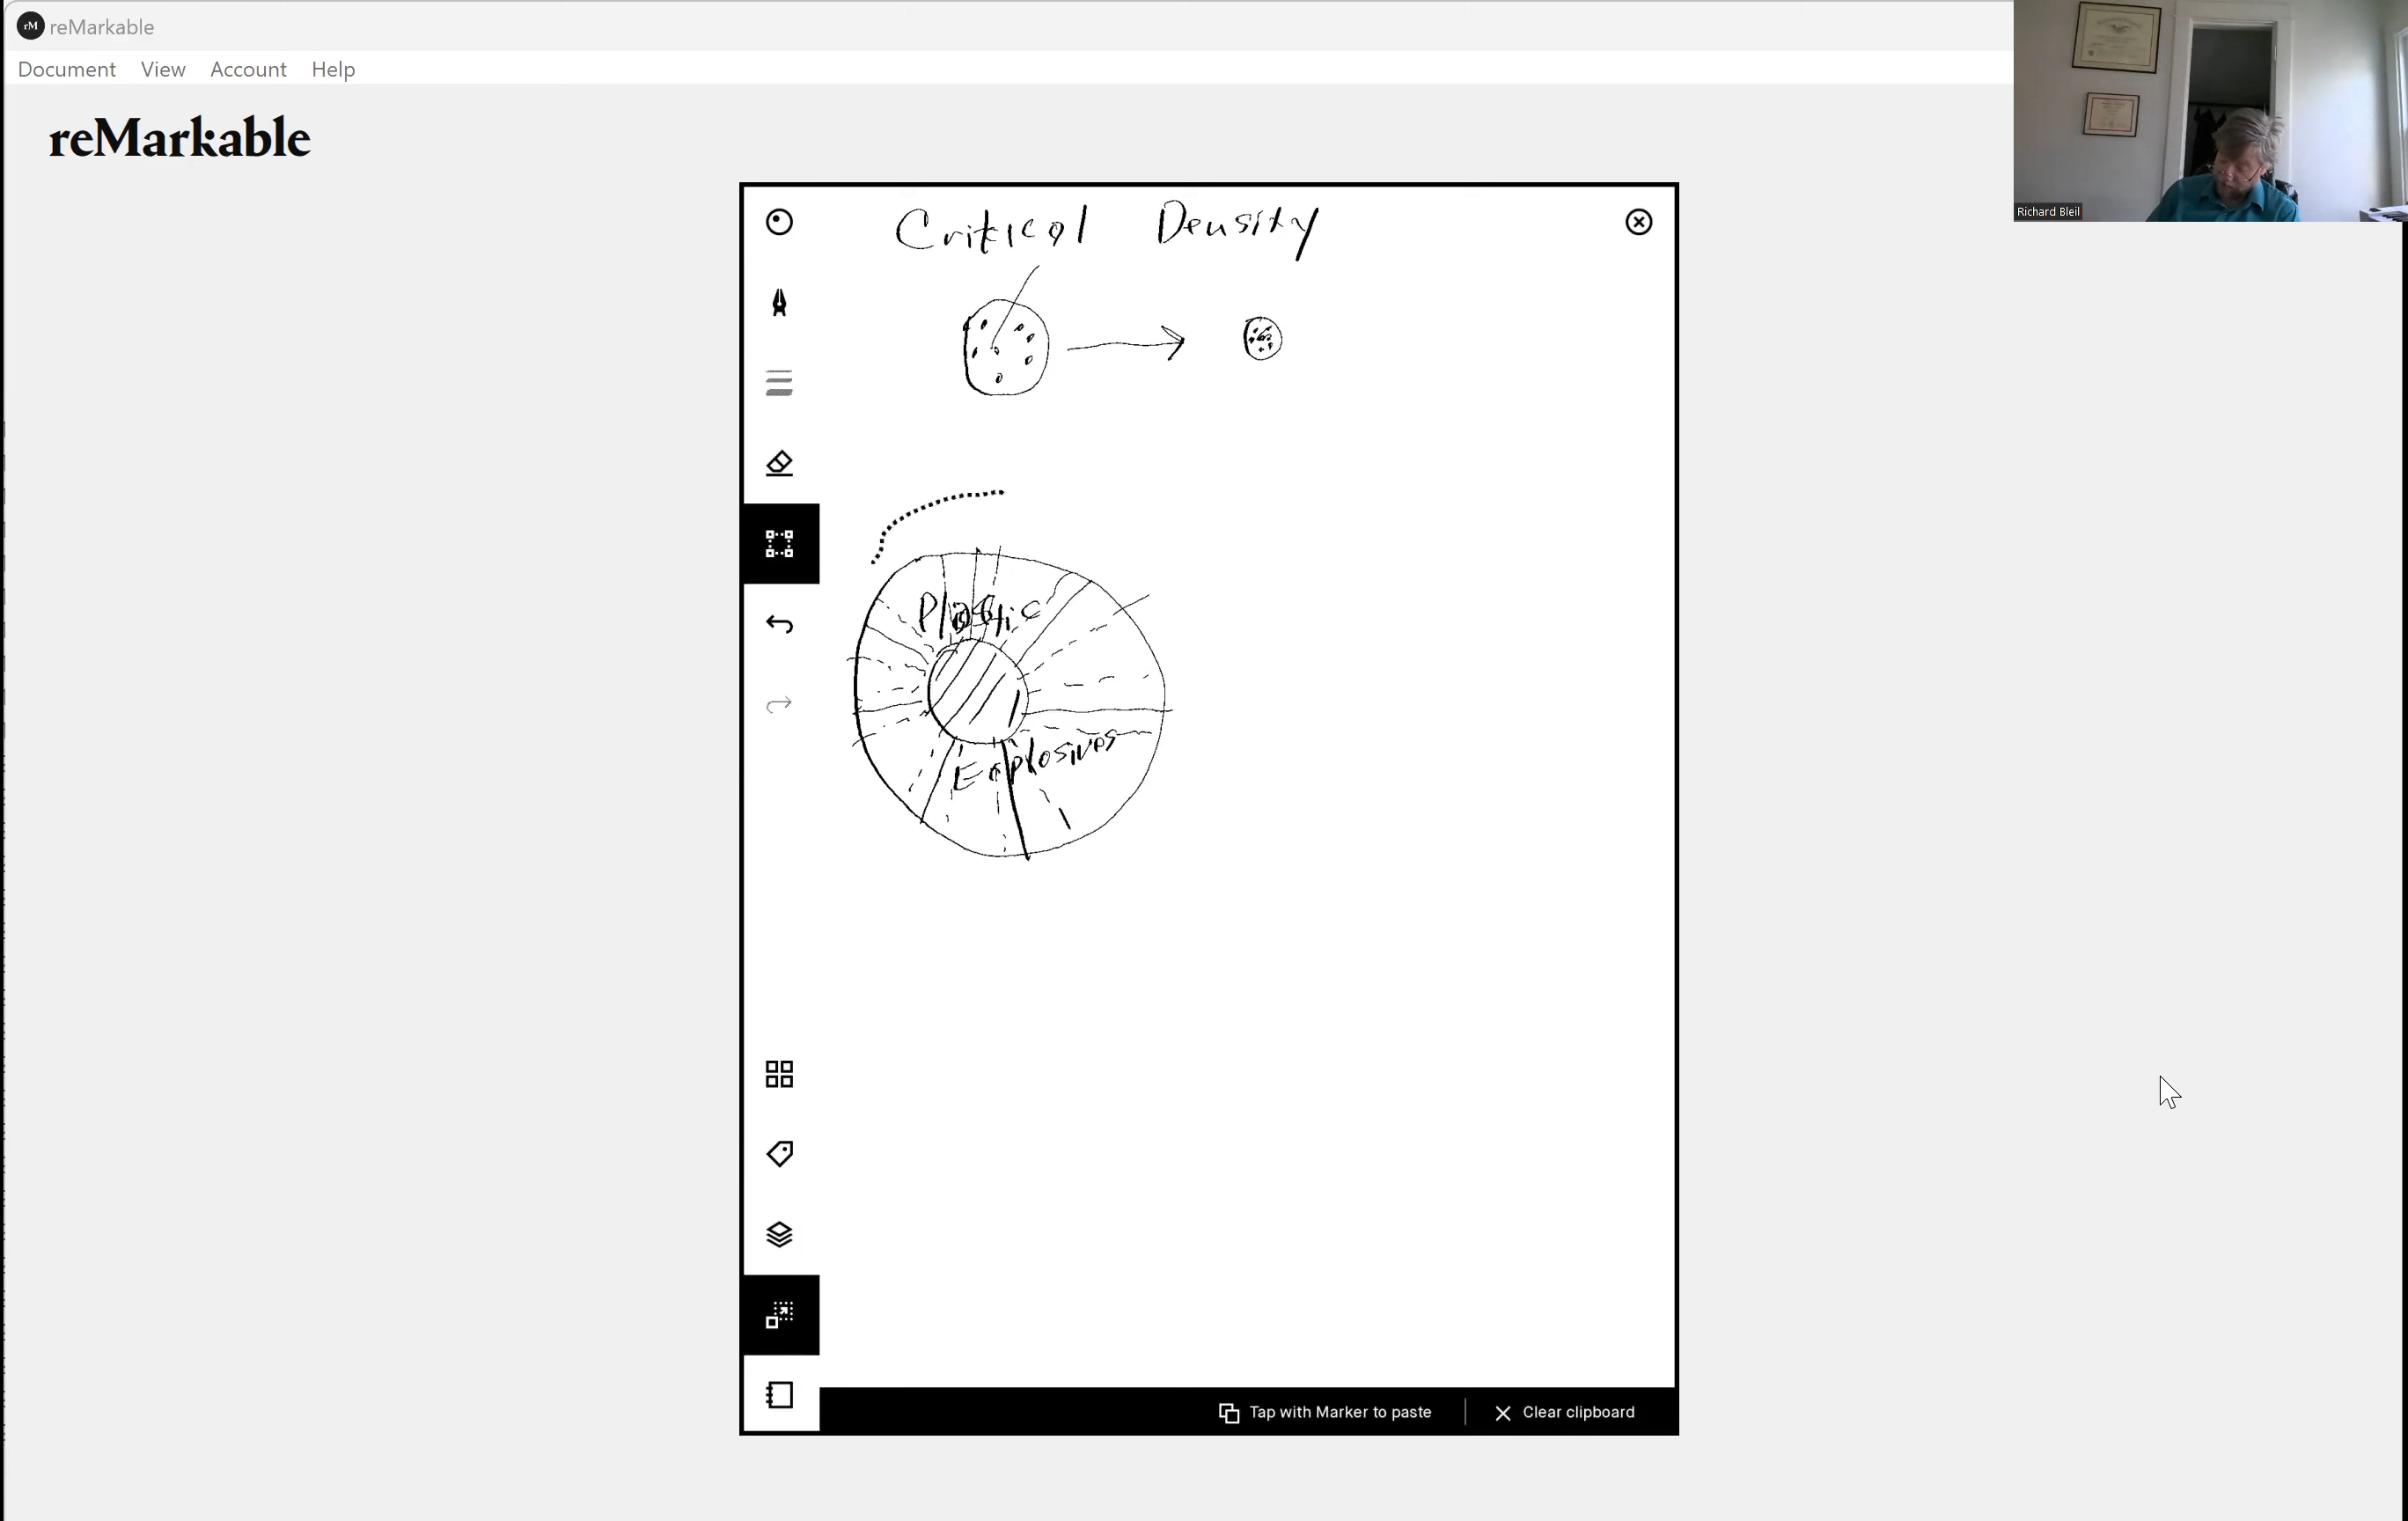 rM reMarkable
Document View Account Help
reMarkable
Richard Bleil
Critical Density
Plastic
Explosives
Tap with Marker to paste Clear clipboard